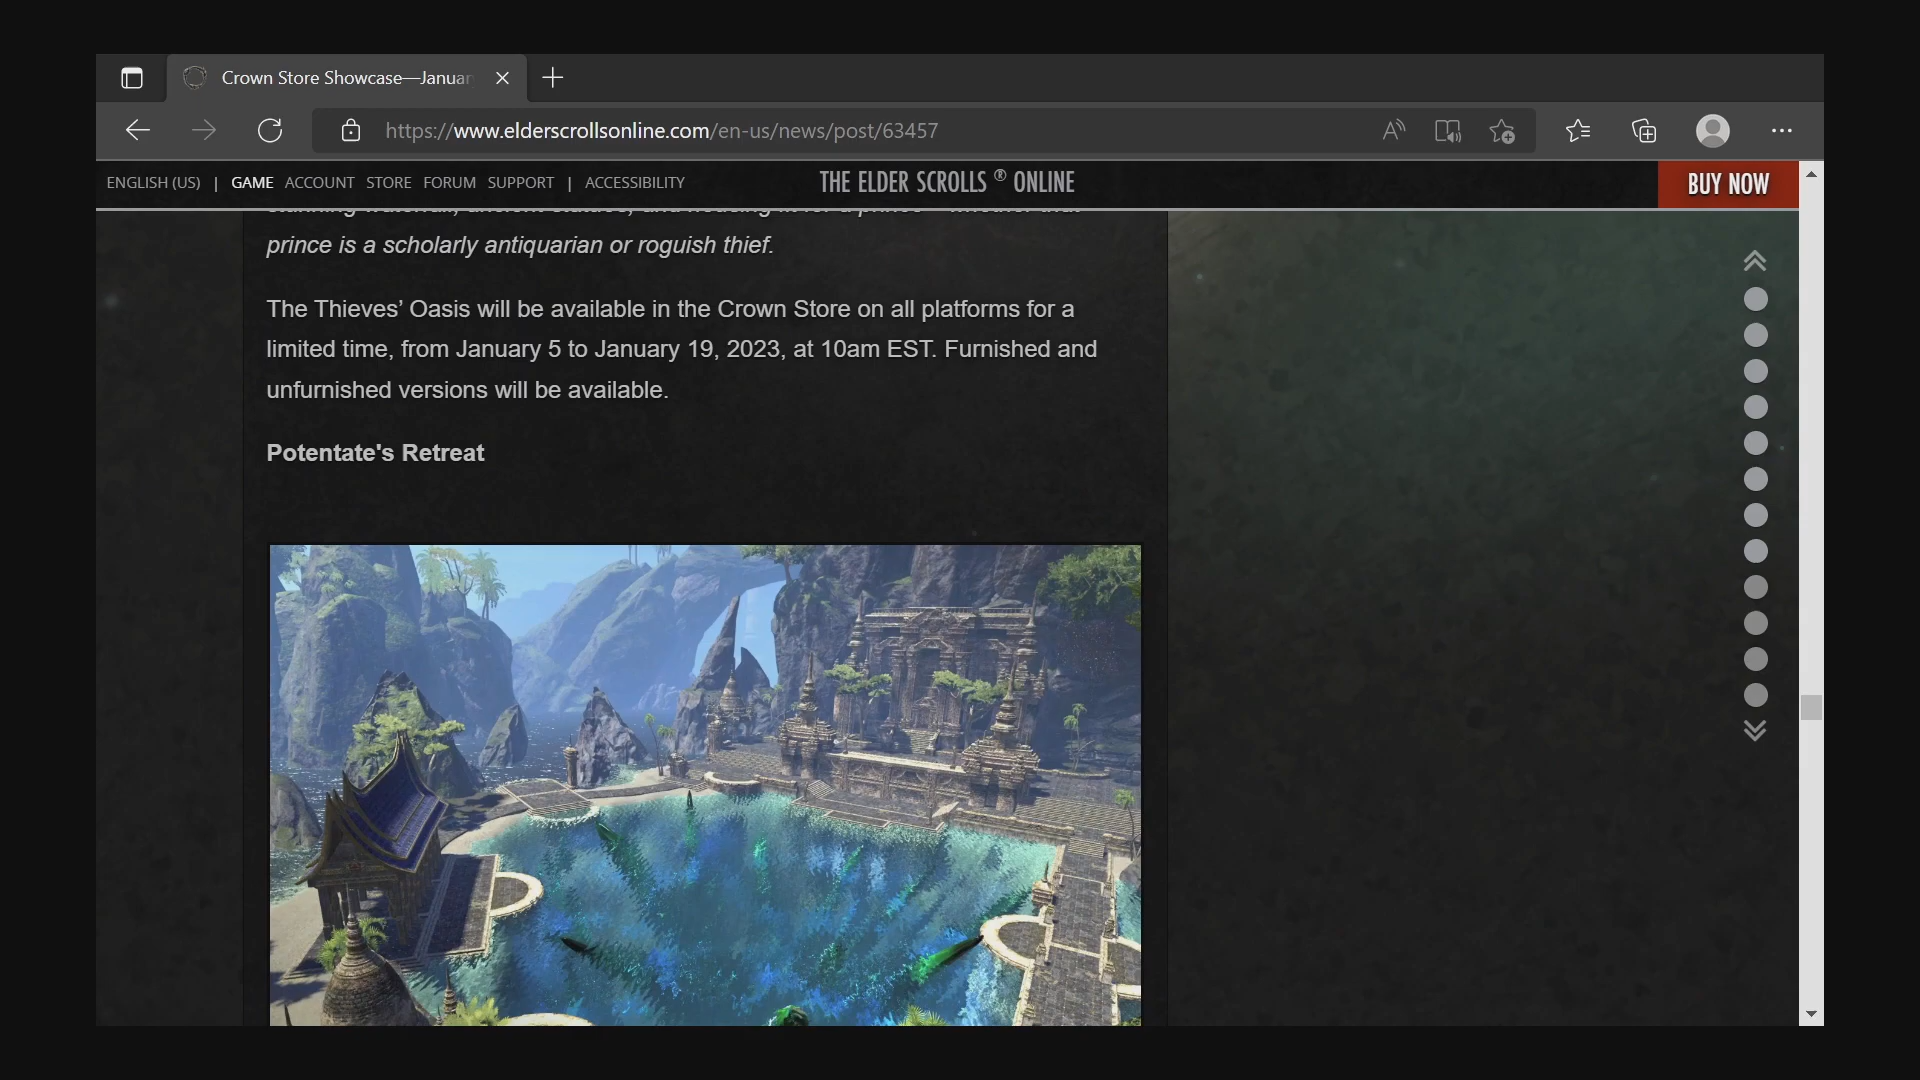 Crown Store Showcase—Januar
https://www.elderscrollsonline.com/en-us/news/post/63457
ENGLISH (US) | GAME ACCOUNT STORE FORUM SUPPORT | ACCESSIBILITY
THE ELDER SCROLLS ® ONLINE
BUY NOW
prince is a scholarly antiquarian or roguish thief.
The Thieves’ Oasis will be available in the Crown Store on all platforms for a
limited time, from January 5 to January 19, 2023, at 10am EST. Furnished and
unfurnished versions will be available.
Potentate's Retreat